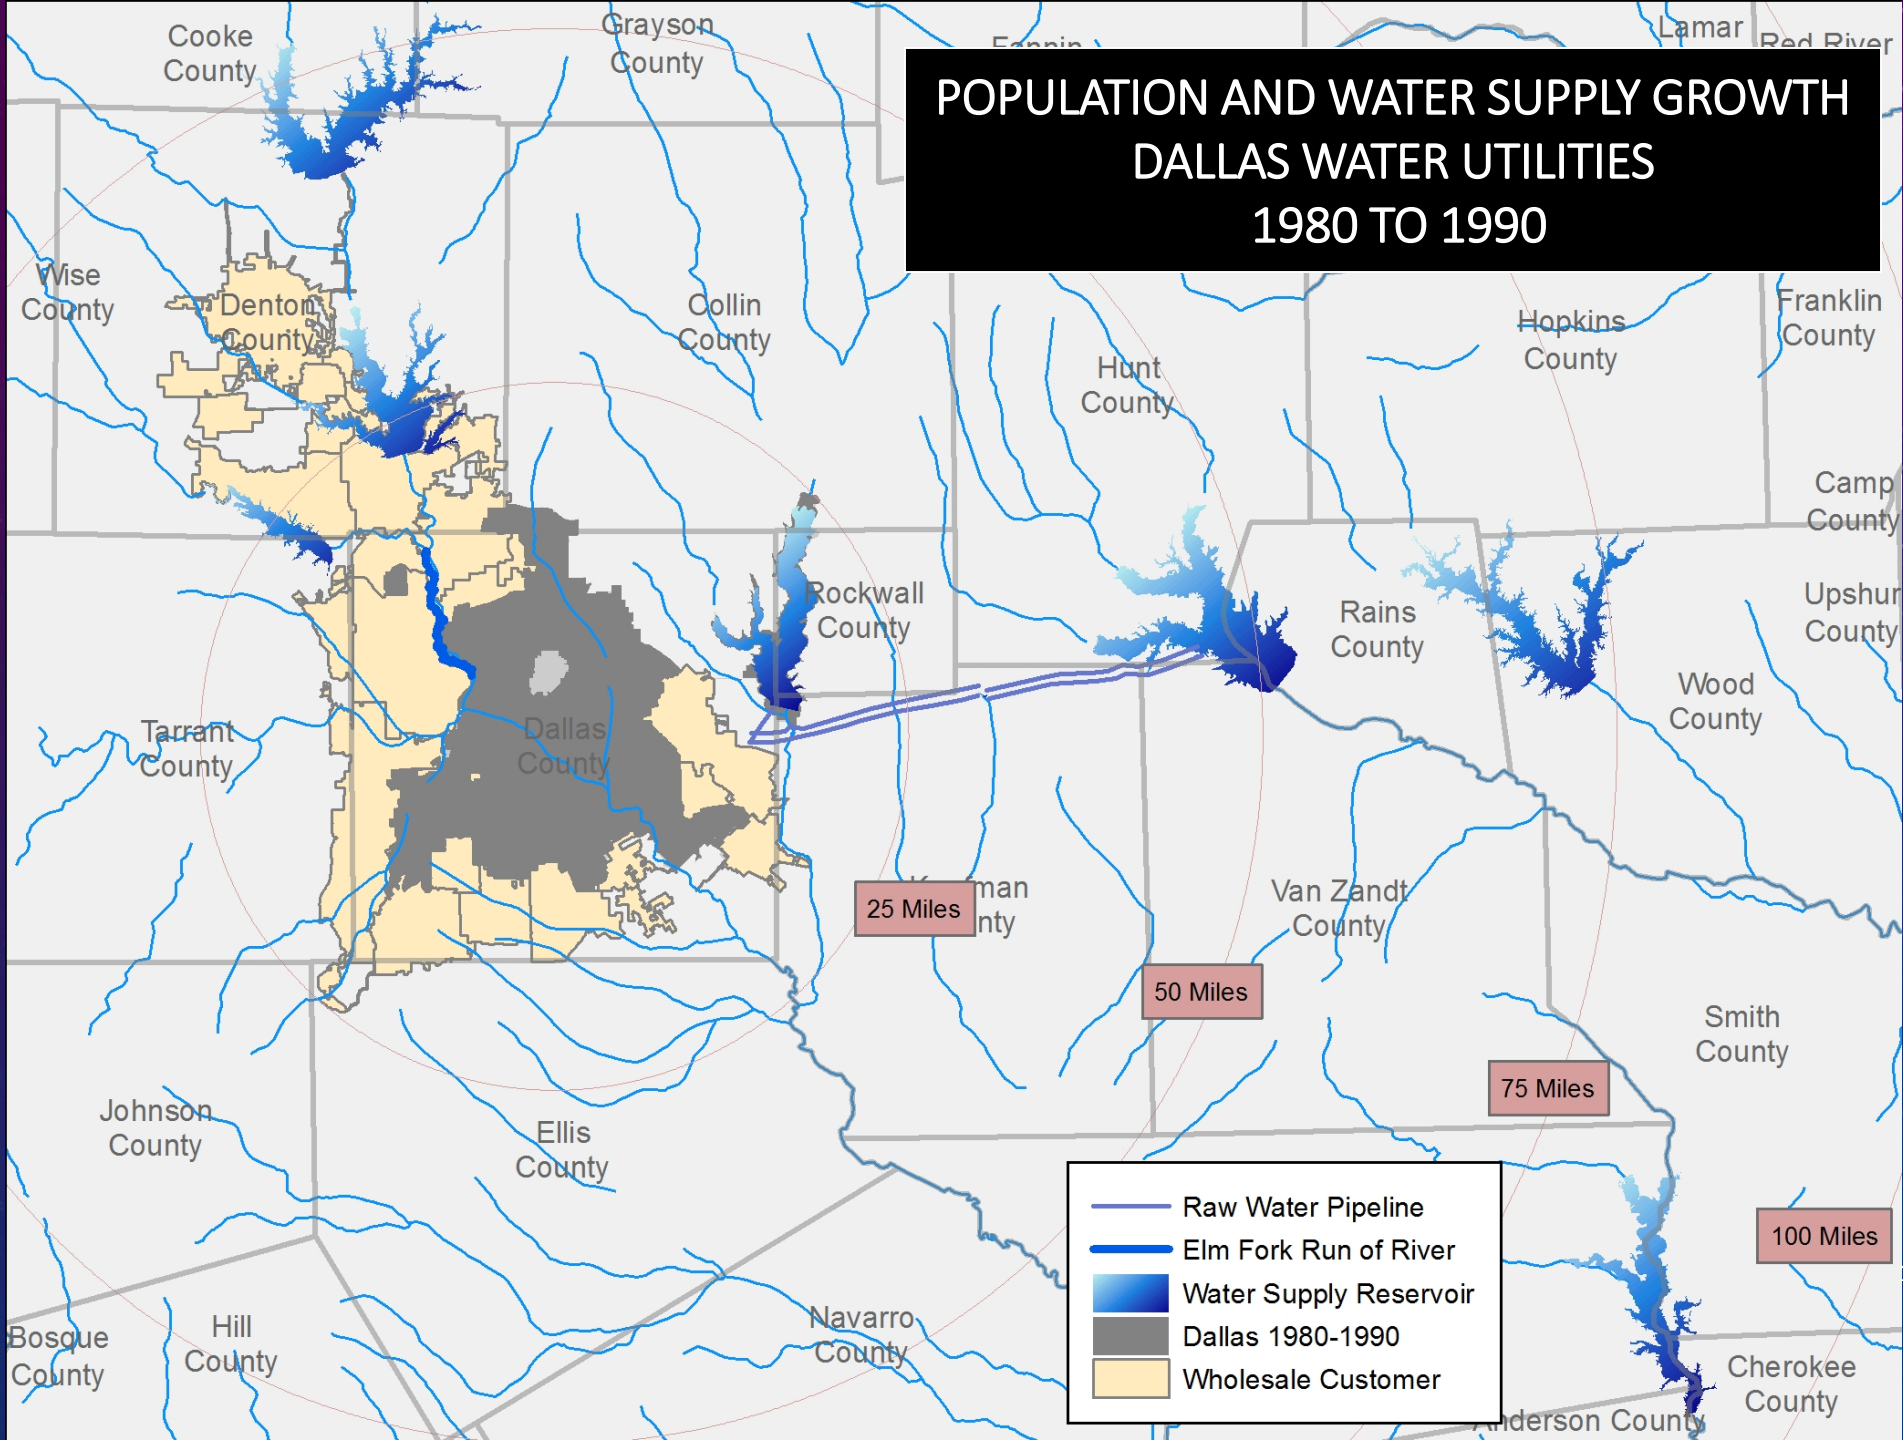 Cooke
County
Grayson
County
Lamar
Red River
POPULATION AND WATER SUPPLY GROWTH
DALLAS WATER UTILITIES
1980 TO 1990
Wise
County
Denton
County
Collin
County
Hunt
County
Hopkins
County
Franklin
County
Camp
County
Rockwall
County
Rains
County
Upshur
County
Wood
County
Tarrant
County
Dallas
County
25 Miles
Van Zandt
County
50 Miles
Smith
County
75 Miles
Johnson
County
Ellis
County
100 Miles
Raw Water Pipeline
Elm Fork Run of River
Water Supply Reservoir
Dallas 1980-1990
Wholesale Customer
Bosque
County
Hill
County
Navarro
County
Cherokee
County
Anderson County